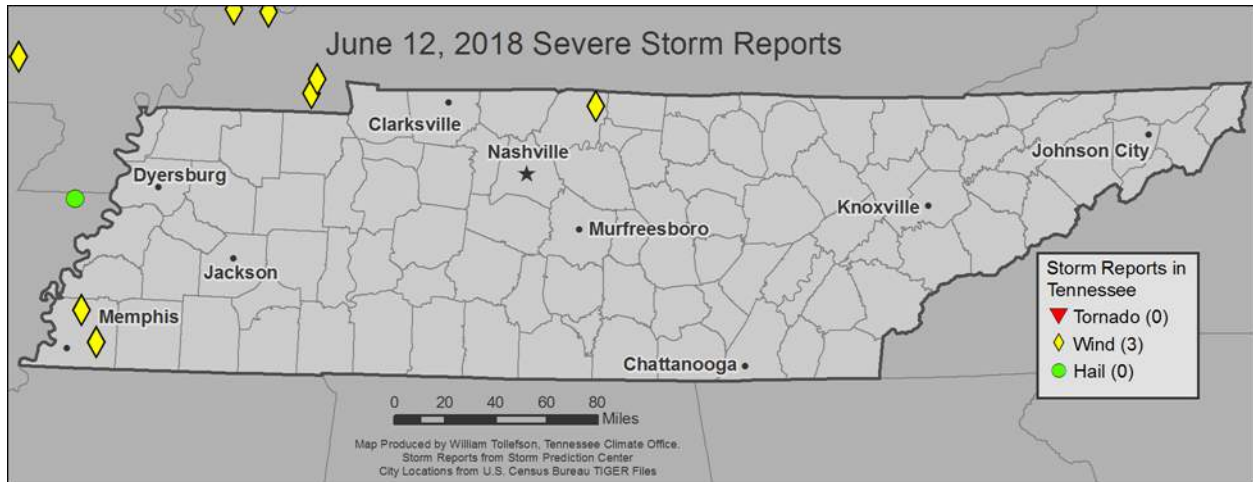 June 12, 2018 Severe Storm Reports
Clarksville
Nashville
Dyersburg
Johnson City
Knoxville
Murfreesboro
Jackson
Memphis
Chattanooga
Storm Reports in
Tennessee
Tornado (0)
Wind (3)
Hail (0)
0 20 40 60 80
Miles
Map Produced by William Tollefson, Tennessee Climate Office.
Storm Reports from Storm Prediction Center
City Locations from U.S. Census Bureau TIGER Files